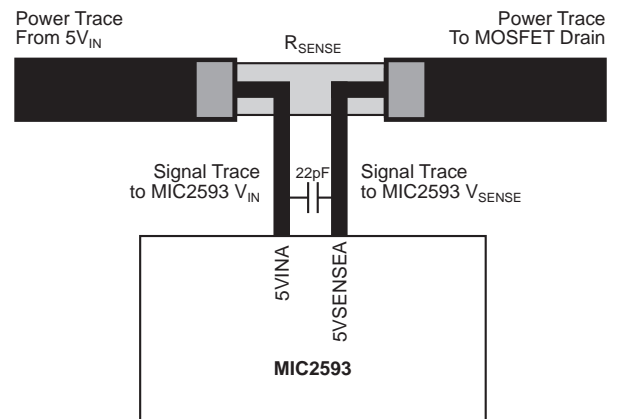 Power Trace
From 5VIN
Power Trace
To MOSFET Drain
RSENSE
Signal Trace
to MIC2593 VIN
22pF
Signal Trace
to MIC2593 VSENSE
5VINA
5VSENSEA
MIC2593